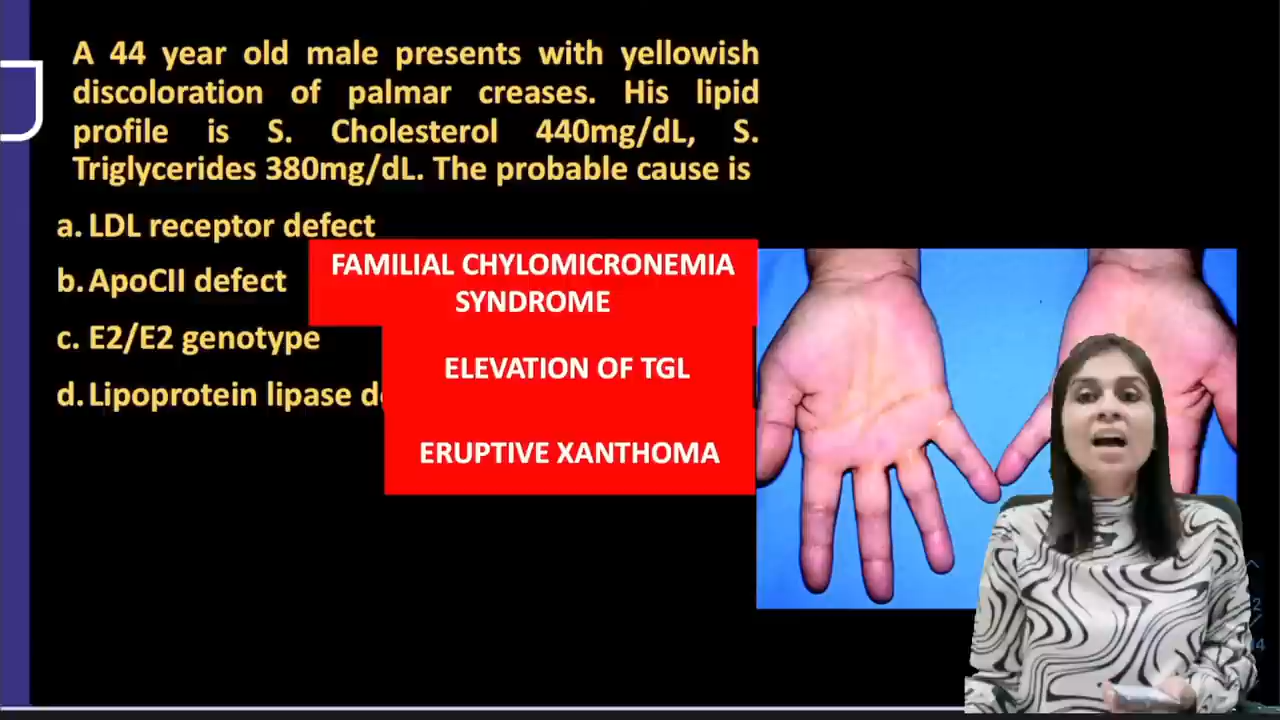 A 44 year old male presents with yellowish
discoloration of palmar creases. His lipid
profile is S. Cholesterol 440mg/dL, S.
Triglycerides 380mg/dL. The probable cause is
a. LDL receptor defect
b. ApoCII defect
c. E2/E2 genotype
d. Lipoprotein lipase
FAMILIAL CHYLOMICRONEMIA
SYNDROME
ELEVATION OF TGL
ERUPTIVE XANTHOMA